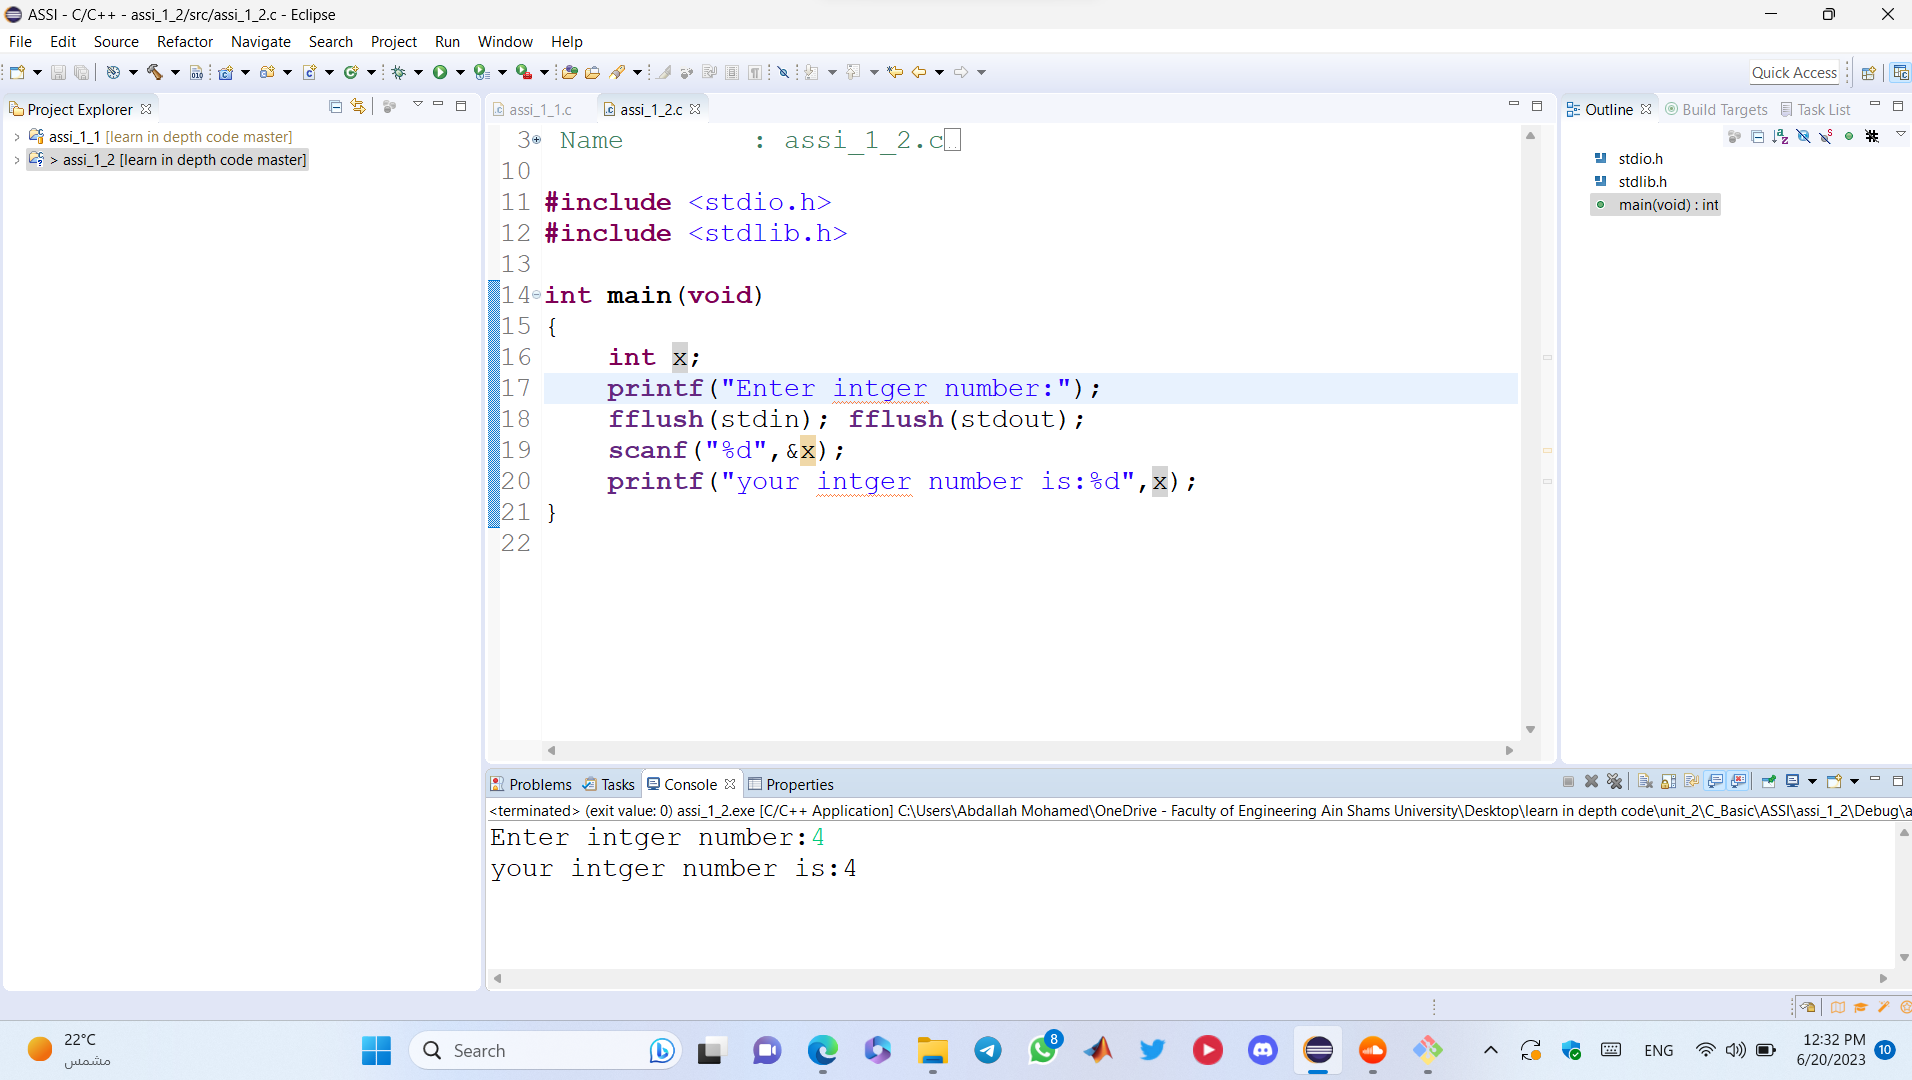 ASSI - C/C++ - assi_1_2/src/assi_1_2.c - Eclipse
File Edit Source Refactor Navigate Search Project Run Window Help
Quick Access
Project Explorer
assi_1_1 [learn in depth code master]
> assi_1_2 [learn in depth code master]
assi_1_1.c assi_1_2.c
3 Name : assi_1_2.c
10
11 #include <stdio.h>
12 #include <stdlib.h>
13
14 int main(void)
15 {
16 int x;
17 printf("Enter intger number:");
18 fflush(stdin); fflush(stdout);
19 scanf("%d",&x);
20 printf("your intger number is:%d",x);
21 }
22
Outline Build Targets Task List
stdio.h
stdlib.h
main(void) : int
Problems Tasks Console Properties
<terminated> (exit value: 0) assi_1_2.exe [C/C++ Application] C:\Users\Abdallah Mohamed\OneDrive - Faculty of Engineering Ain Shams University\Desktop\learn in depth code\unit_2\C_Basic\ASSI\assi_1_2\Debug\a
Enter intger number:4
your intger number is:4
22°C
مشمس
Search
8
ENG
12:32 PM
6/20/2023
10